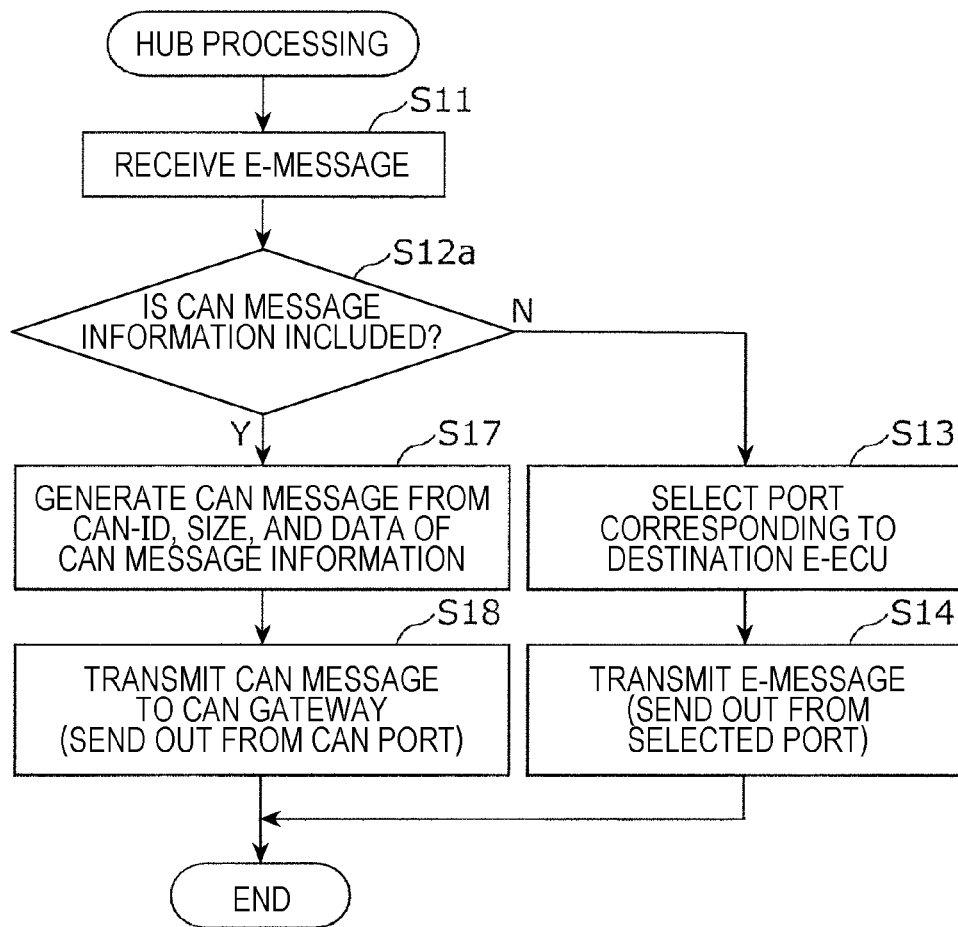 HUB PROCESSING
S11
RECEIVE E-MESSAGE
S12a
IS CAN MESSAGE
INFORMATION INCLUDED?
N
Y
S17
GENERATE CAN MESSAGE FROM
CAN-ID, SIZE, AND DATA OF
CAN MESSAGE INFORMATION
S13
SELECT PORT
CORRESPONDING TO
DESTINATION E-ECU
S18
TRANSMIT CAN MESSAGE
TO CAN GATEWAY
(SEND OUT FROM CAN PORT)
S14
TRANSMIT E-MESSAGE
(SEND OUT FROM
SELECTED PORT)
END